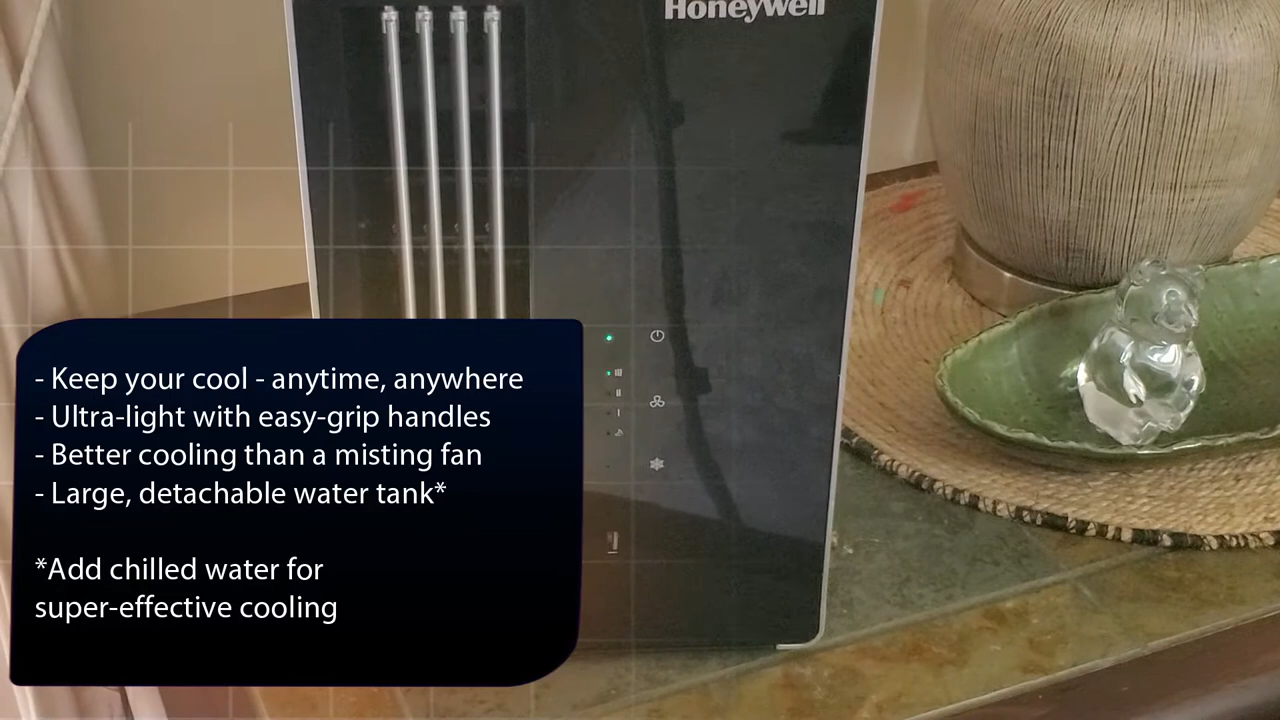 Honeywell
- Keep your cool - anytime, anywhere
- Ultra-light with easy-grip handles
- Better cooling than a misting fan
- Large, detachable water tank*
*Add chilled water for
super-effective cooling